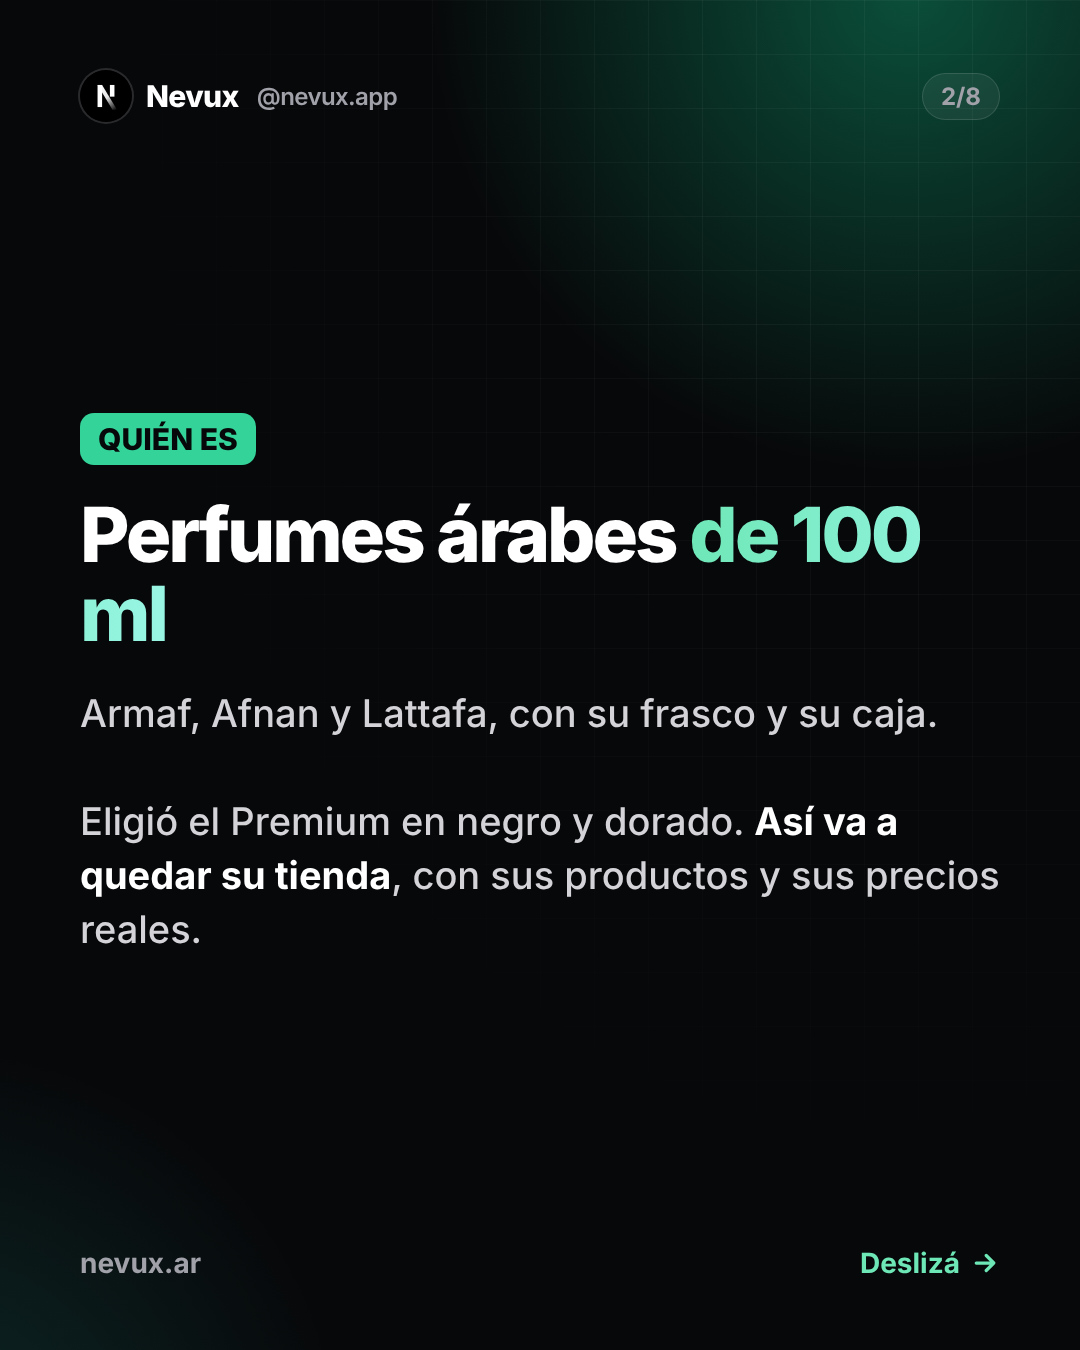 N Nevux @nevux.app 2/8
QUIÉN ES
Perfumes árabes de 100
ml
Armaf, Afnan y Lattafa, con su frasco y su caja.
Eligió el Premium en negro y dorado. Así va a
quedar su tienda, con sus productos y sus precios
reales.
nevux.ar Deslizá →